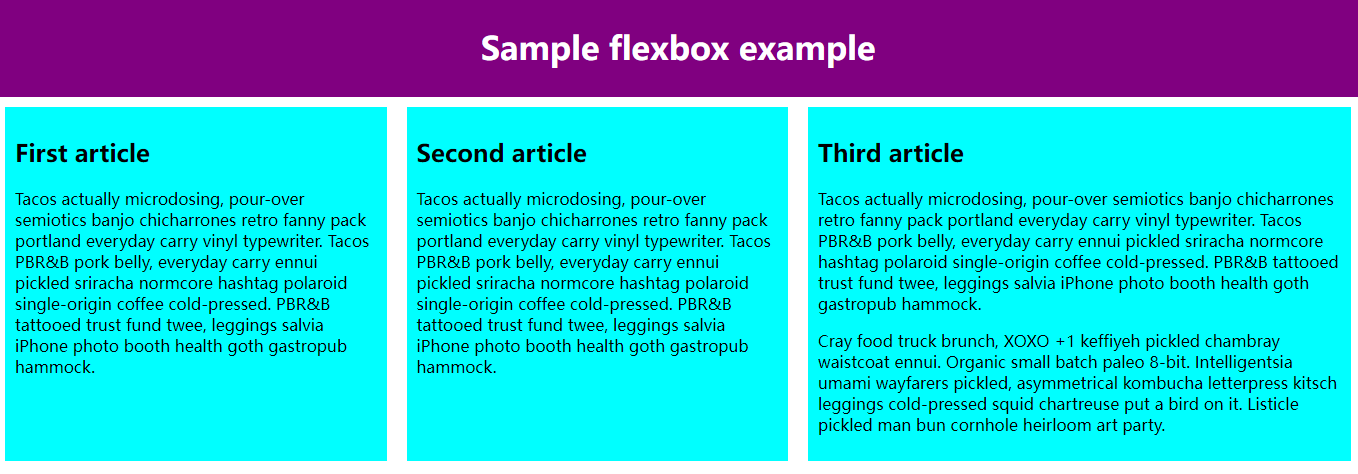 Sample flexbox example
First article
Tacos actually microdosing, pour-over
semiotics banjo chicharrones retro fanny pack
portland everyday carry vinyl typewriter. Tacos
PBR&B pork belly, everyday carry ennui
pickled sriracha normcore hashtag polaroid
single-origin coffee cold-pressed. PBR&B
tattooed trust fund twee, leggings salvia
iPhone photo booth health goth gastropub
hammock.
Second article
Tacos actually microdosing, pour-over
semiotics banjo chicharrones retro fanny pack
portland everyday carry vinyl typewriter. Tacos
PBR&B pork belly, everyday carry ennui
pickled sriracha normcore hashtag polaroid
single-origin coffee cold-pressed. PBR&B
tattooed trust fund twee, leggings salvia
iPhone photo booth health goth gastropub
hammock.
Third article
Tacos actually microdosing, pour-over semiotics banjo chicharrones
retro fanny pack portland everyday carry vinyl typewriter. Tacos
PBR&B pork belly, everyday carry ennui pickled sriracha normcore
hashtag polaroid single-origin coffee cold-pressed. PBR&B tattooed
trust fund twee, leggings salvia iPhone photo booth health goth
gastropub hammock.
Cray food truck brunch, XOXO +1 keffiyeh pickled chambray
waistcoat ennui. Organic small batch paleo 8-bit. Intelligentsia
umami wayfarers pickled, asymmetrical kombucha letterpress kitsch
leggings cold-pressed squid chartreuse put a bird on it. Listicle
pickled man bun cornhole heirloom art party.